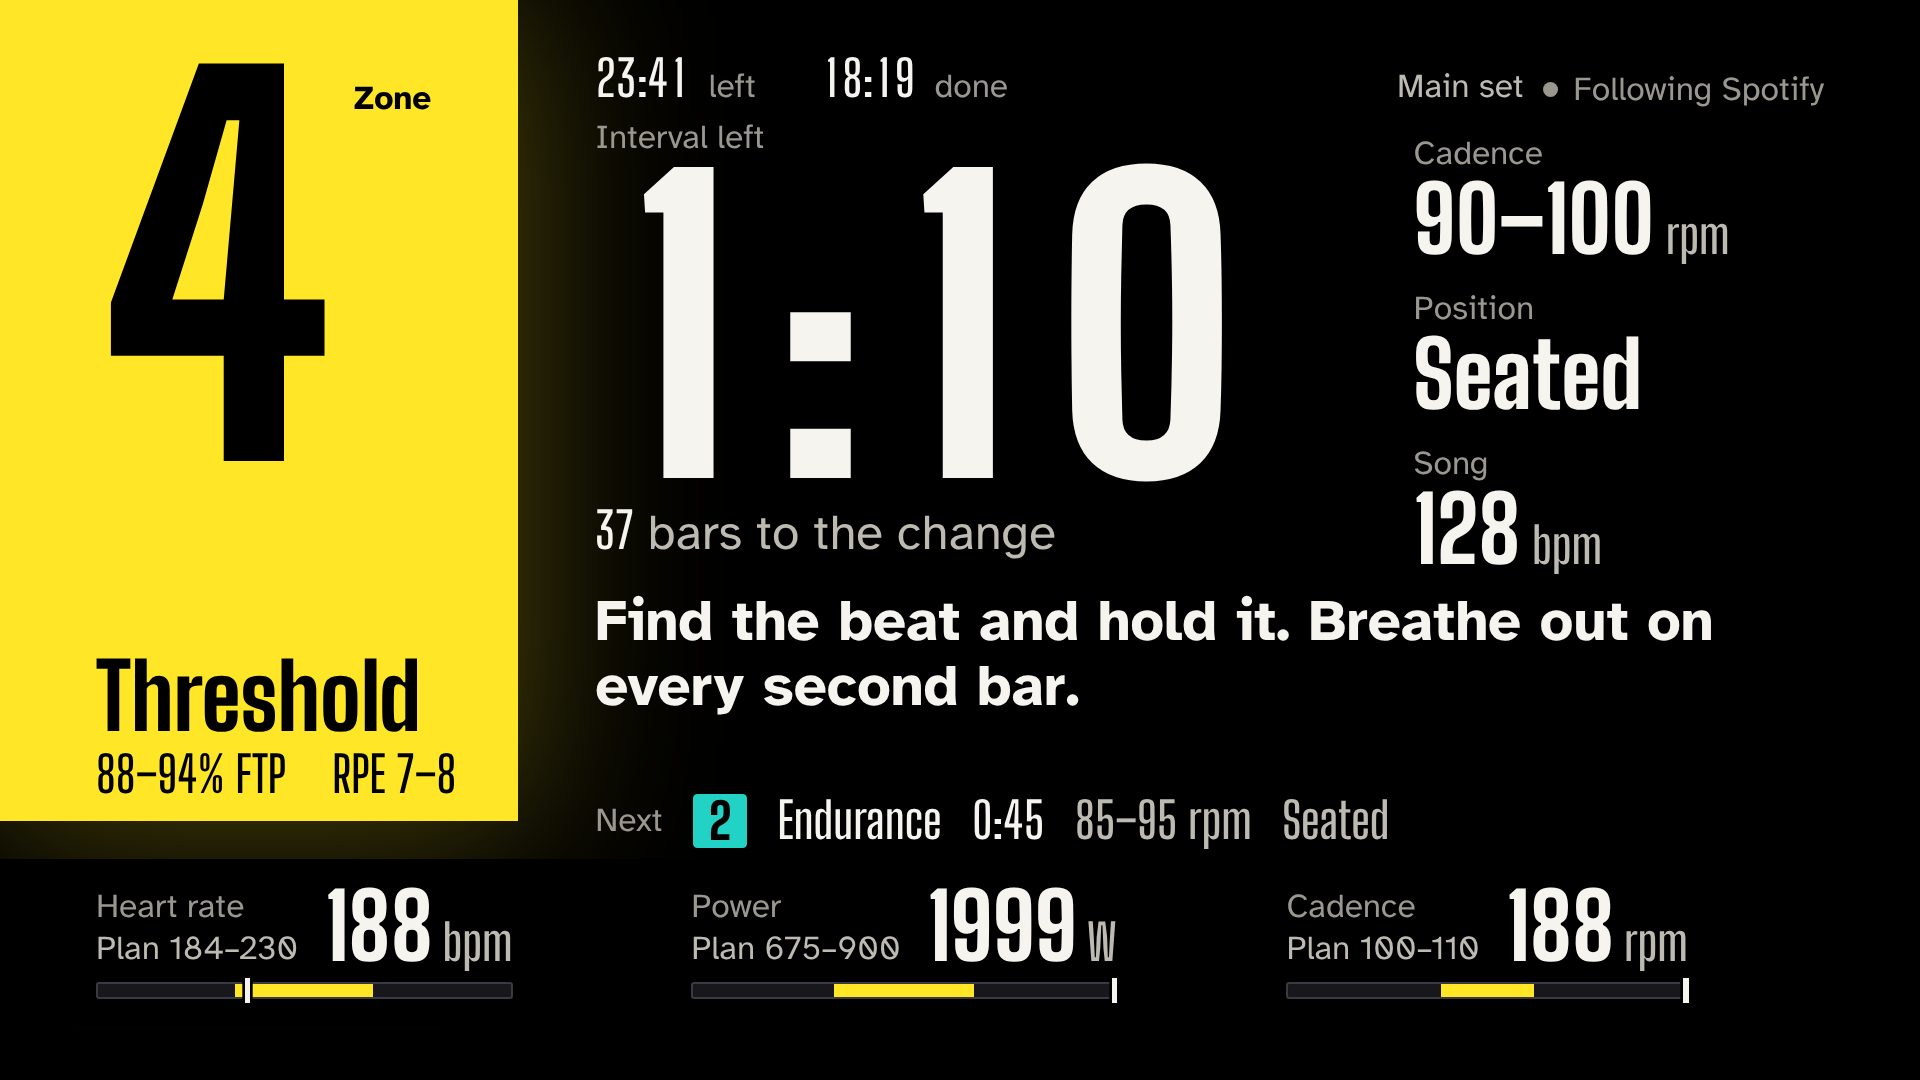 4 Zone
Threshold
88–94% FTP RPE 7–8
23:41 left 18:19 done
Main set ● Following Spotify
Interval left
1:10
37 bars to the change
Cadence
90–100 rpm
Position
Seated
Song
128 bpm
Find the beat and hold it. Breathe out on
every second bar.
Next 2 Endurance 0:45 85–95 rpm Seated
Heart rate
Plan 184–230
188 bpm
Power
Plan 675–900
1999 W
Cadence
Plan 100–110
188 rpm